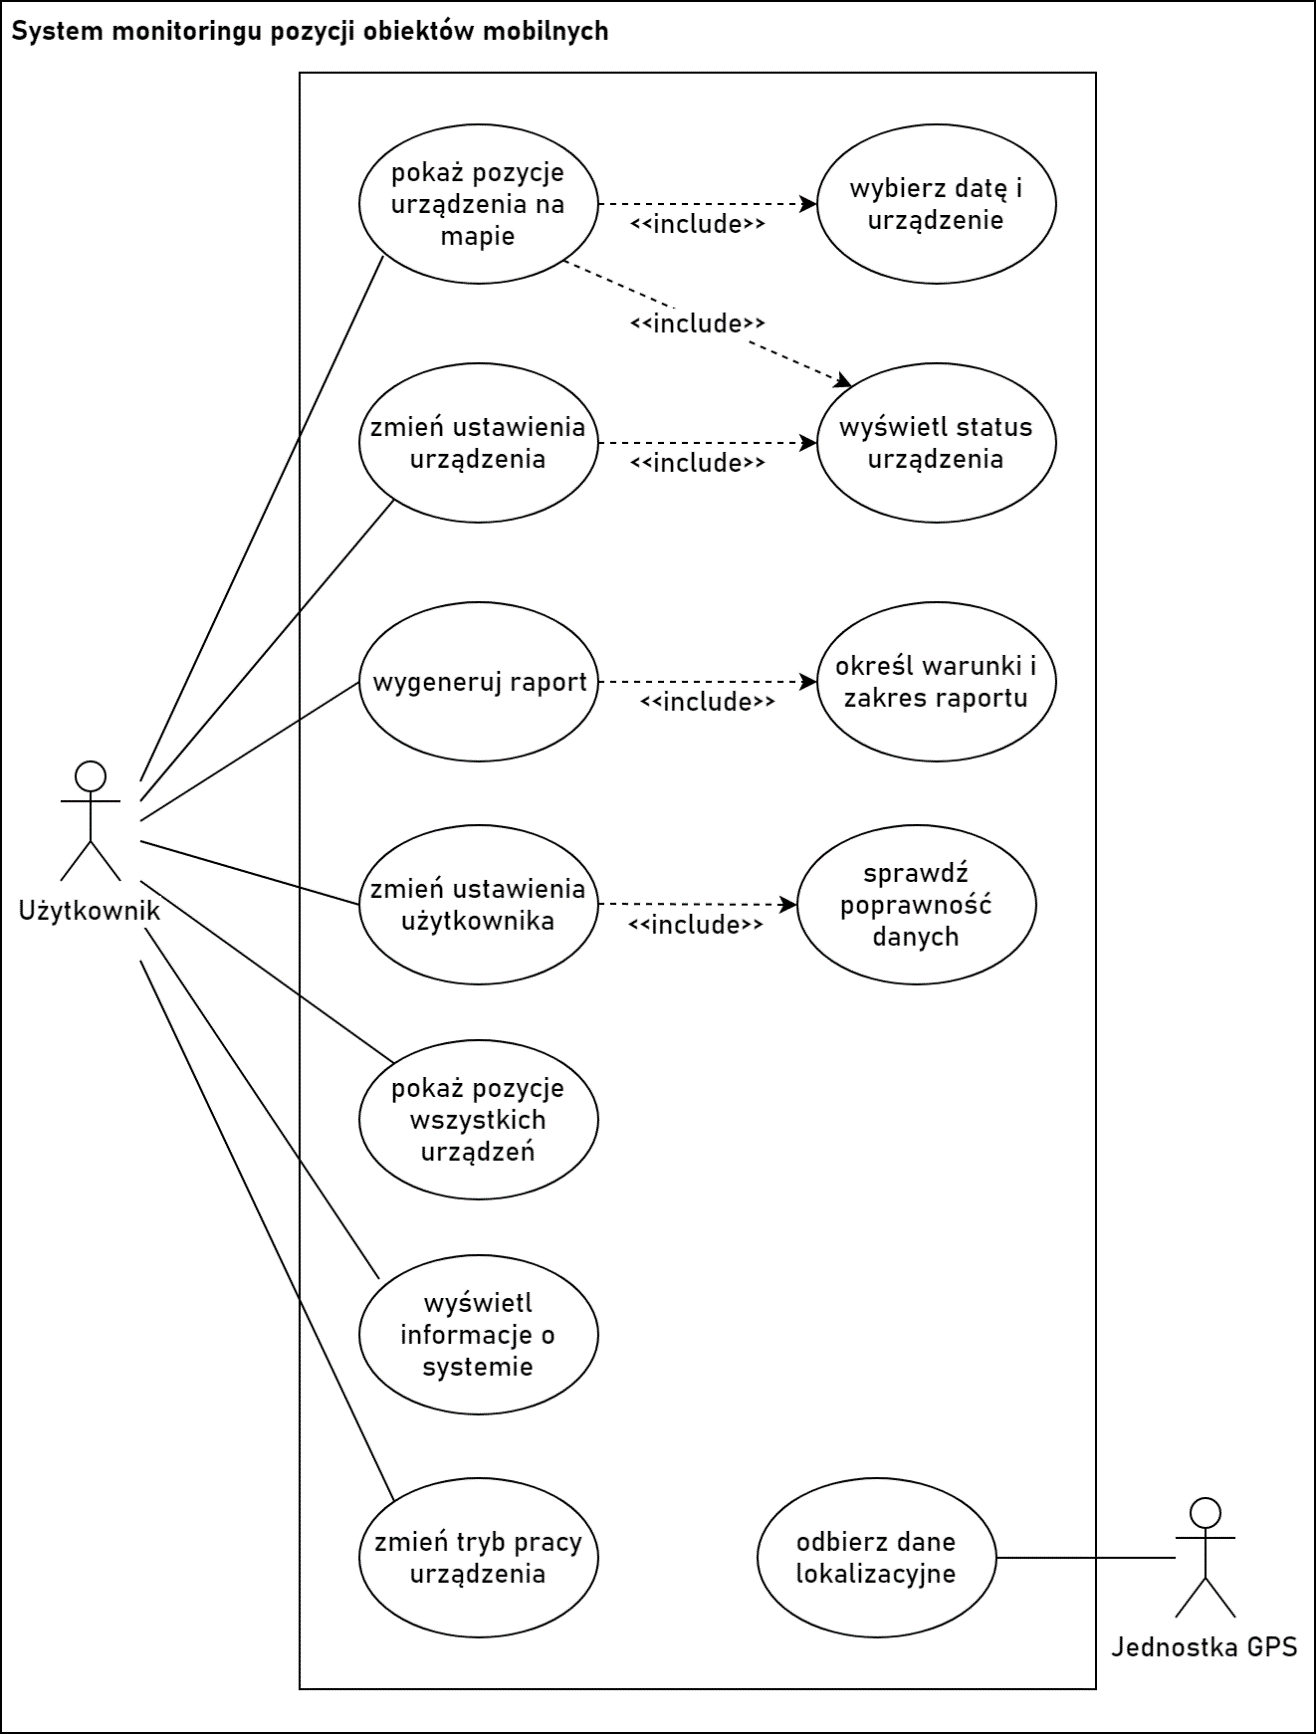 System monitoringu pozycji obiektów mobilnych
pokaż pozycje
urządzenia na
mapie
<<include>>
wybierz datę i
urządzenie
<<include>>
zmień ustawienia
urządzenia
<<include>>
wyświetl status
urządzenia
wygeneruj raport
<<include>>
określ warunki i
zakres raportu
Użytkownik
zmień ustawienia
użytkownika
<<include>>
sprawdź
poprawność
danych
pokaż pozycje
wszystkich
urządzeń
wyświetl
informacje o
systemie
zmień tryb pracy
urządzenia
odbierz dane
lokalizacyjne
Jednostka GPS